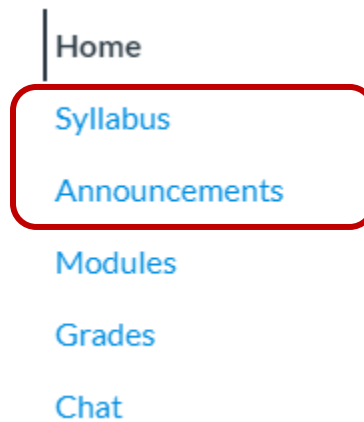 Home
Syllabus
Announcements
Modules
Grades
Chat